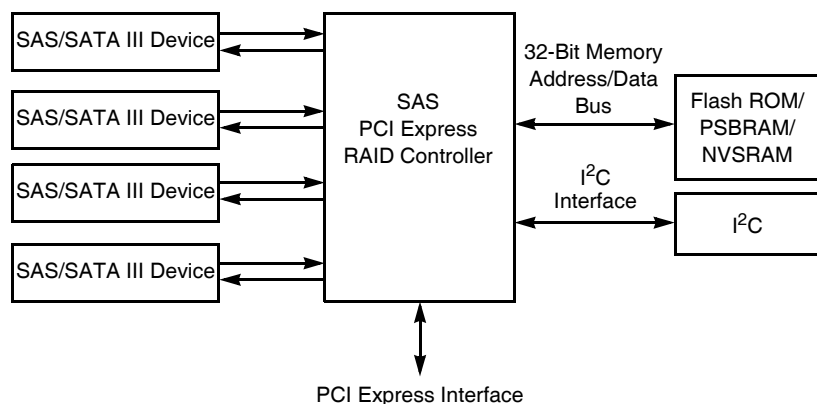 SAS/SATA III Device
SAS/SATA III Device
SAS/SATA III Device
SAS/SATA III Device
SAS
PCI Express
RAID Controller
32-Bit Memory
Address/Data
Bus
I²C
Interface
Flash ROM/
PSBRAM/
NVSRAM
I²C
PCI Express Interface